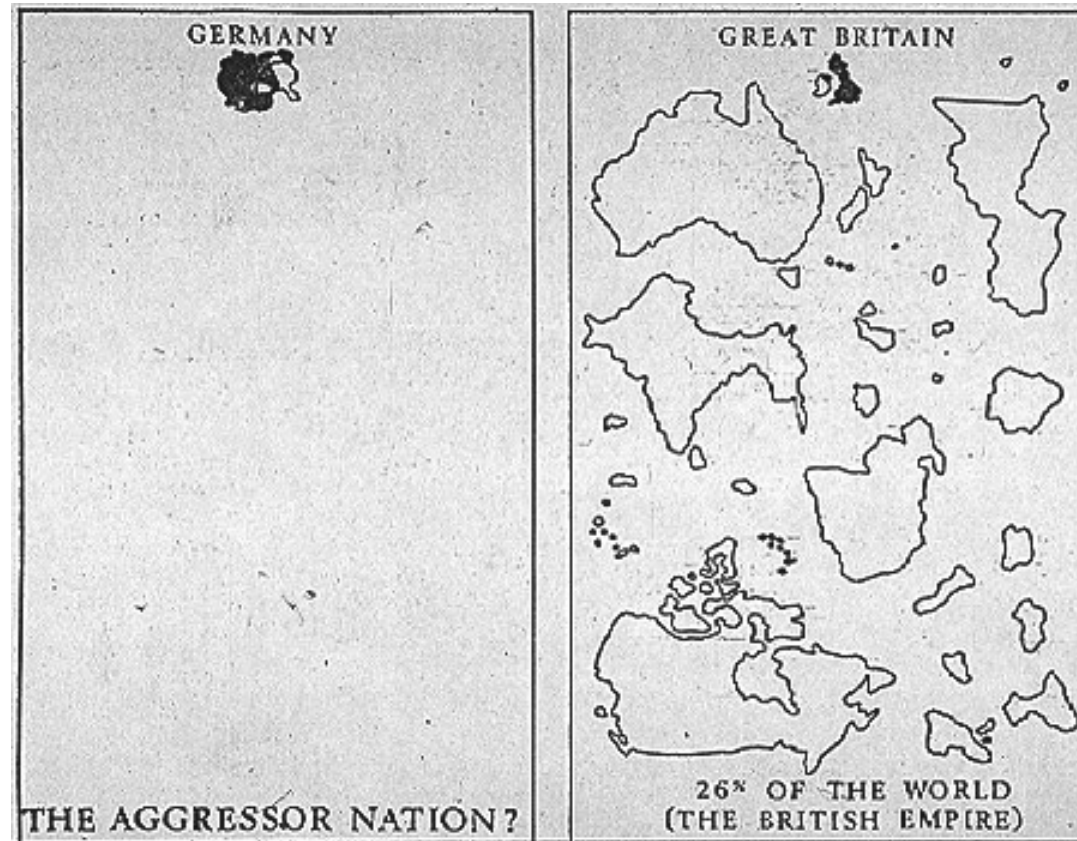 GERMANY
THE AGGRESSOR NATION?
GREAT BRITAIN
26% OF THE WORLD
(THE BRITISH EMPIRE)